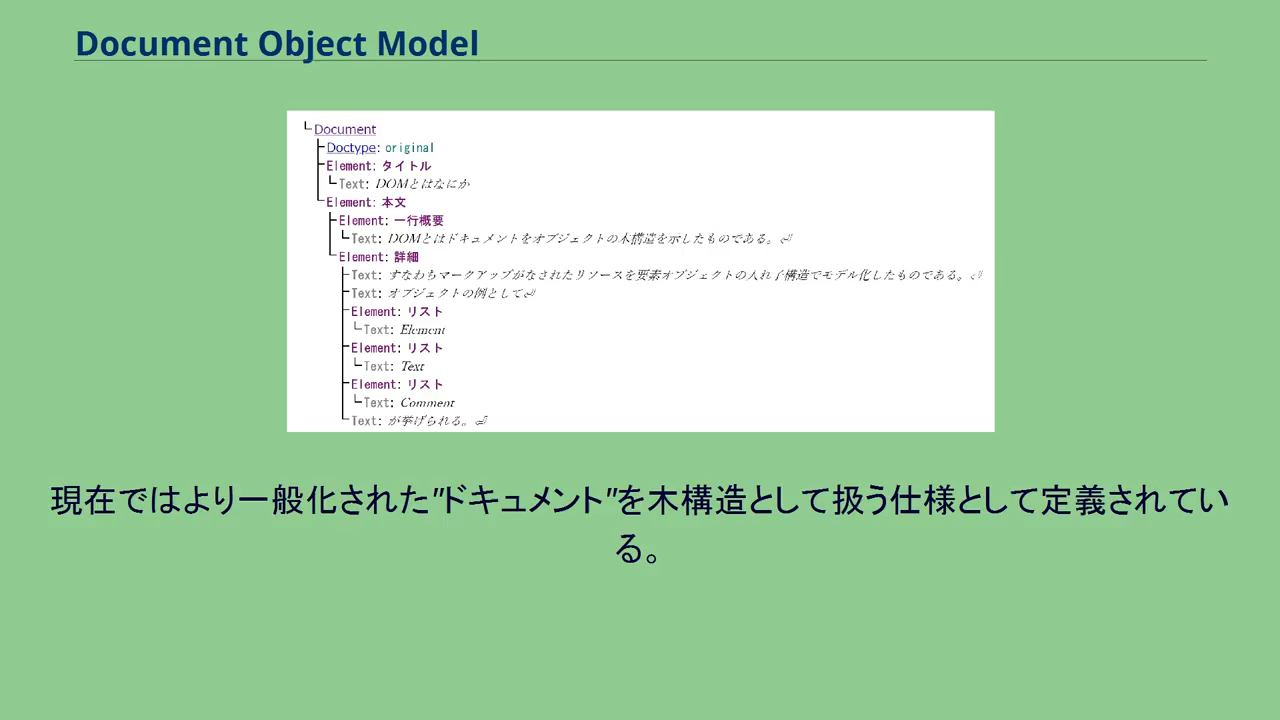 Document Object Model
Document
Doctype: original
Element: タイトル
Text: DOMとはなにか
Element: 本文
Element: 一行概要
Text: DOMとはドキュメントをオブジェクトの木構造を示したものである。⏎
Element: 詳細
Text: すなわちマークアップがなされたリソースを要素オブジェクトの入れ子構造でモデル化したものである。⏎
Text: オブジェクトの例として⏎
Element: リスト
Text: Element
Element: リスト
Text: Text
Element: リスト
Text: Comment
Text: が挙げられる。⏎
現在ではより一般化された"ドキュメント"を木構造として扱う仕様として定義されてい
る。